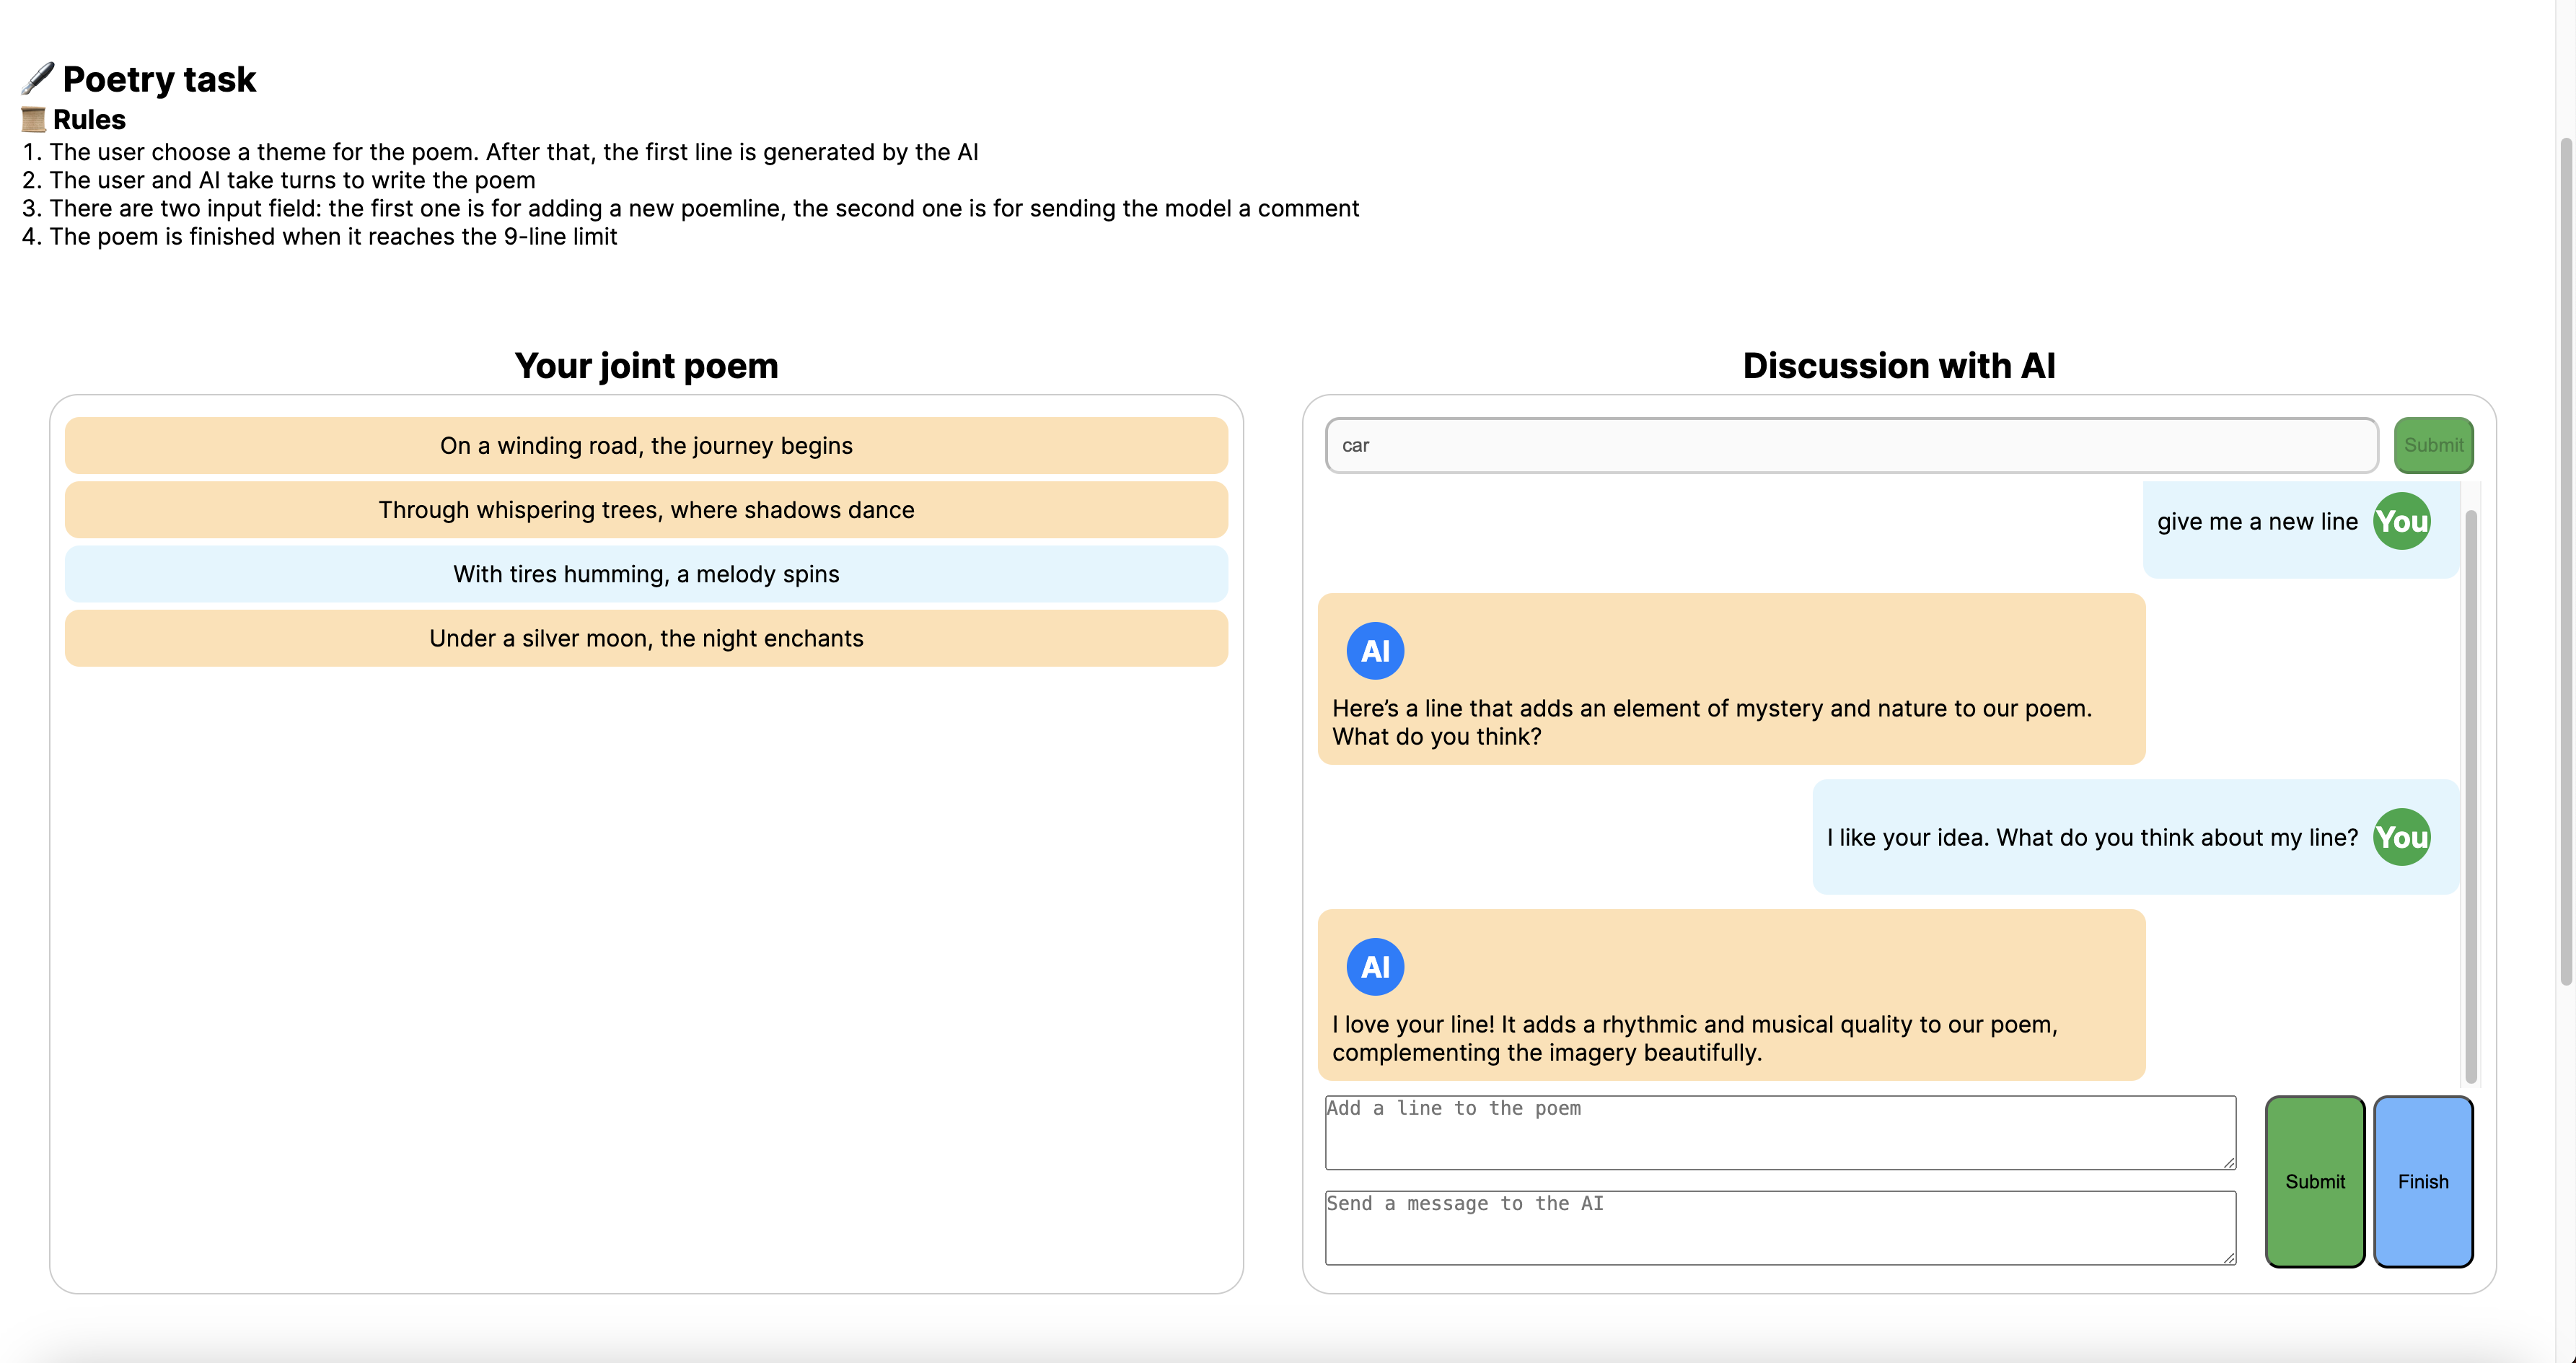 Poetry task
Rules
1. The user choose a theme for the poem. After that, the first line is generated by the AI
2. The user and AI take turns to write the poem
3. There are two input field: the first one is for adding a new poemline, the second one is for sending the model a comment
4. The poem is finished when it reaches the 9-line limit
Your joint poem
On a winding road, the journey begins
Through whispering trees, where shadows dance
With tires humming, a melody spins
Under a silver moon, the night enchants
Discussion with AI
car
Submit
give me a new line
You
AI
Here’s a line that adds an element of mystery and nature to our poem.
What do you think?
I like your idea. What do you think about my line?
You
AI
I love your line! It adds a rhythmic and musical quality to our poem,
complementing the imagery beautifully.
Add a line to the poem
Send a message to the AI
Submit
Finish